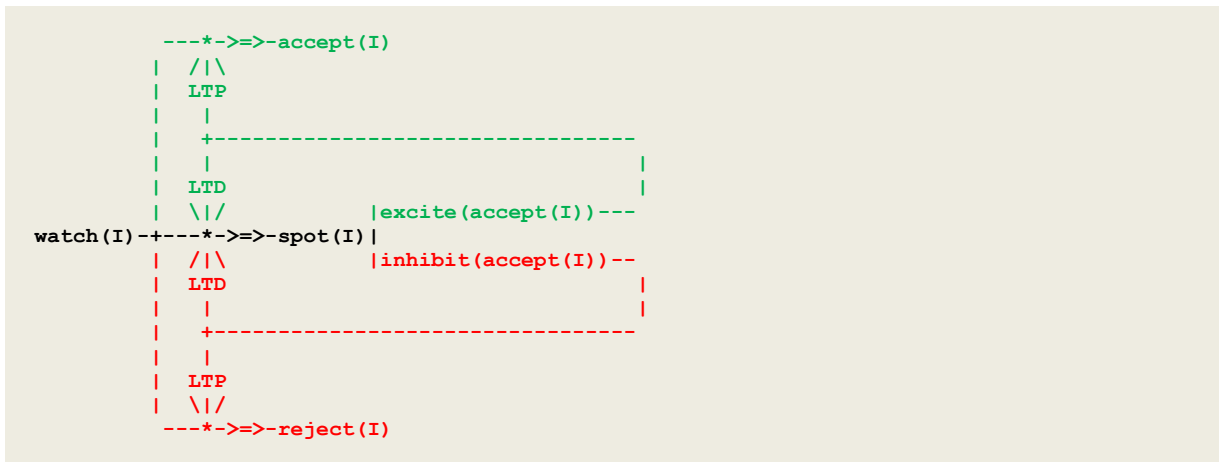 ---*->=>-accept(I)
| /|\
| LTP
| |
| +---------------------------------
| | |
| LTD |
| \|/ |excite(accept(I))---
watch(I)-+---*->=>-spot(I)|
| /|\ |inhibit(accept(I))--
| LTD |
| | |
| +---------------------------------
| |
| LTP
| \|/
---*->=>-reject(I)